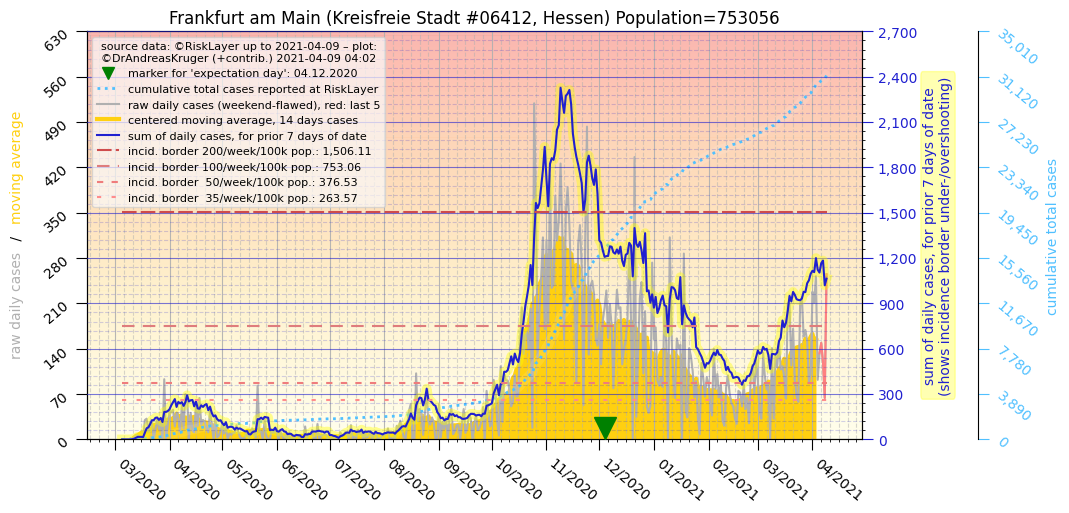 Frankfurt am Main (Kreisfreie Stadt #06412, Hessen) Population=753056
source data: ©RiskLayer up to 2021-04-09 – plot:
©DrAndreasKruger (+contrib.) 2021-04-09 04:02
marker for 'expectation day': 04.12.2020
cumulative total cases reported at RiskLayer
raw daily cases (weekend-flawed), red: last 5
centered moving average, 14 days cases
sum of daily cases, for prior 7 days of date
incid. border 200/week/100k pop.: 1,506.11
incid. border 100/week/100k pop.: 753.06
incid. border  50/week/100k pop.: 376.53
incid. border  35/week/100k pop.: 263.57
raw daily cases  /  moving average
630
560
490
420
350
280
210
140
70
0
03/2020
04/2020
05/2020
06/2020
07/2020
08/2020
09/2020
10/2020
11/2020
12/2020
01/2021
02/2021
03/2021
04/2021
2,700
2,400
2,100
1,800
1,500
1,200
900
600
300
0
sum of daily cases, for prior 7 days of date
(shows incidence border under-/overshooting)
35,010
31,120
27,230
23,340
19,450
15,560
11,670
7,780
3,890
0
cumulative total cases